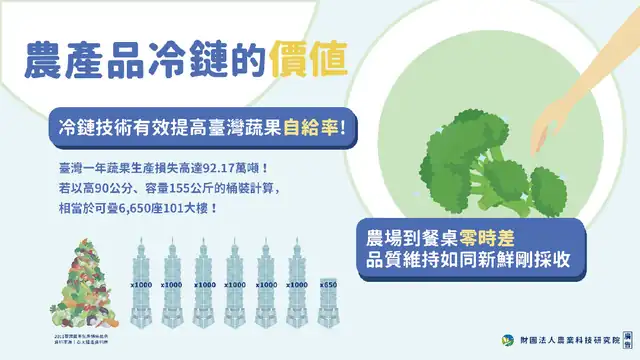 農產品冷鏈的價值
冷鏈技術有效提高臺灣蔬果自給率!
臺灣一年蔬果生產損失高達92.17萬噸!
若以高90公分、容量155公斤的桶裝計算,
相當於可疊6,650座101大樓!
農場到餐桌零時差
品質維持如同新鮮剛採收
x1000 x1000 x1000 x1000 x1000 x1000 x650
財團法人農業科技研究院 廣告